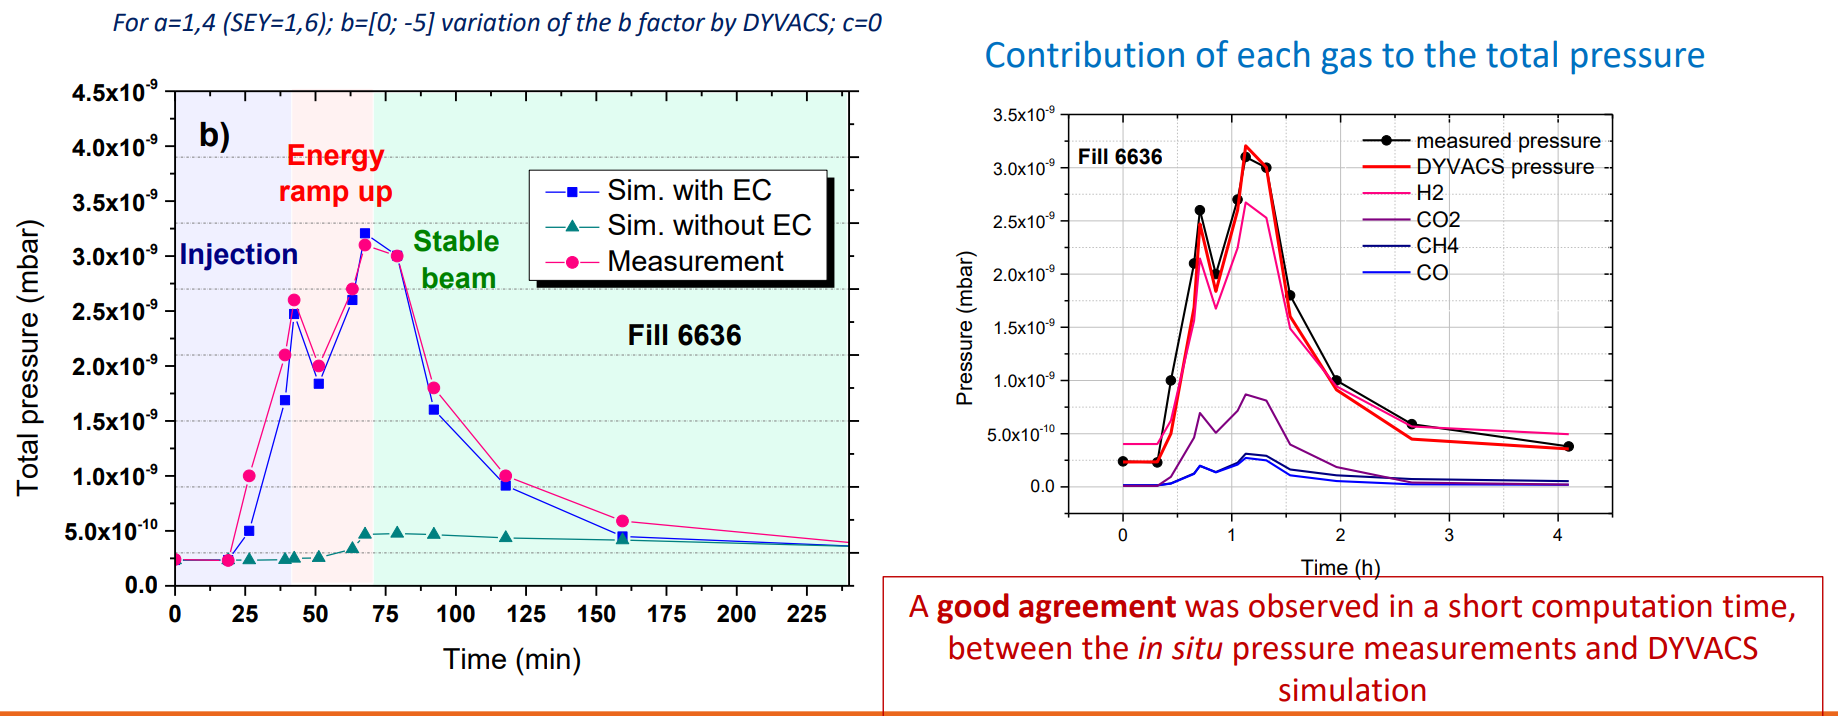 For a=1,4 (SEY=1,6); b=[0; -5] variation of the b factor by DYVACS; c=0
4.5x10⁻⁹
4.0x10⁻⁹
3.5x10⁻⁹
3.0x10⁻⁹
2.5x10⁻⁹
2.0x10⁻⁹
1.5x10⁻⁹
1.0x10⁻⁹
5.0x10⁻¹⁰
0.0
Total pressure (mbar)
b)
Injection
Energy
ramp up
Stable
beam
Sim. with EC
Sim. without EC
Measurement
Fill 6636
0 25 50 75 100 125 150 175 200 225
Time (min)
Contribution of each gas to the total pressure
3.5x10⁻⁹
3.0x10⁻⁹
2.5x10⁻⁹
2.0x10⁻⁹
1.5x10⁻⁹
1.0x10⁻⁹
5.0x10⁻¹⁰
0.0
Pressure (mbar)
Fill 6636
measured pressure
DYVACS pressure
H2
CO2
CH4
CO
0 1 2 3 4
Time (h)
A good agreement was observed in a short computation time,
between the in situ pressure measurements and DYVACS
simulation